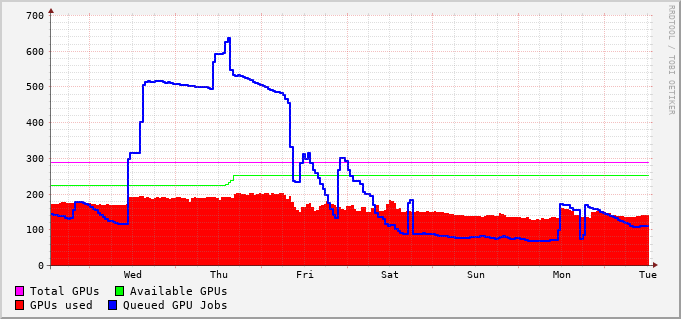 700
600
500
400
300
200
100
0
Wed Thu Fri Sat Sun Mon Tue
Total GPUs Available GPUs
GPUs used Queued GPU Jobs
RRDTOOL / TOBI OETIKER